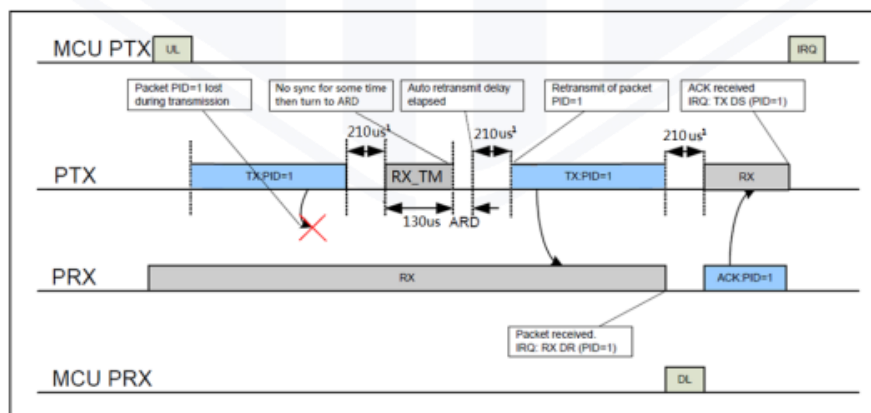 MCU PTX
UL
IRQ
Packet PID=1 lost
during transmission
No sync for some time
then turn to ARD
Auto retransmit delay
elapsed
Retransmit of packet
PID=1
ACK received
IRQ: TX DS (PID=1)
210us¹
210us¹
210us¹
PTX
TX:PID=1
RX_TM
TX:PID=1
RX
130us
ARD
PRX
RX
ACK:PID=1
Packet received.
IRQ: RX DR (PID=1)
MCU PRX
DL